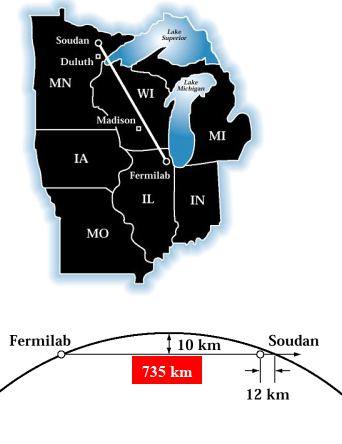 Lake
Superior
Soudan
Duluth
MN
Lake
Michigan
WI
Madison
MI
IA
Fermilab
IL
IN
MO
Fermilab
10 km
Soudan
735 km
12 km